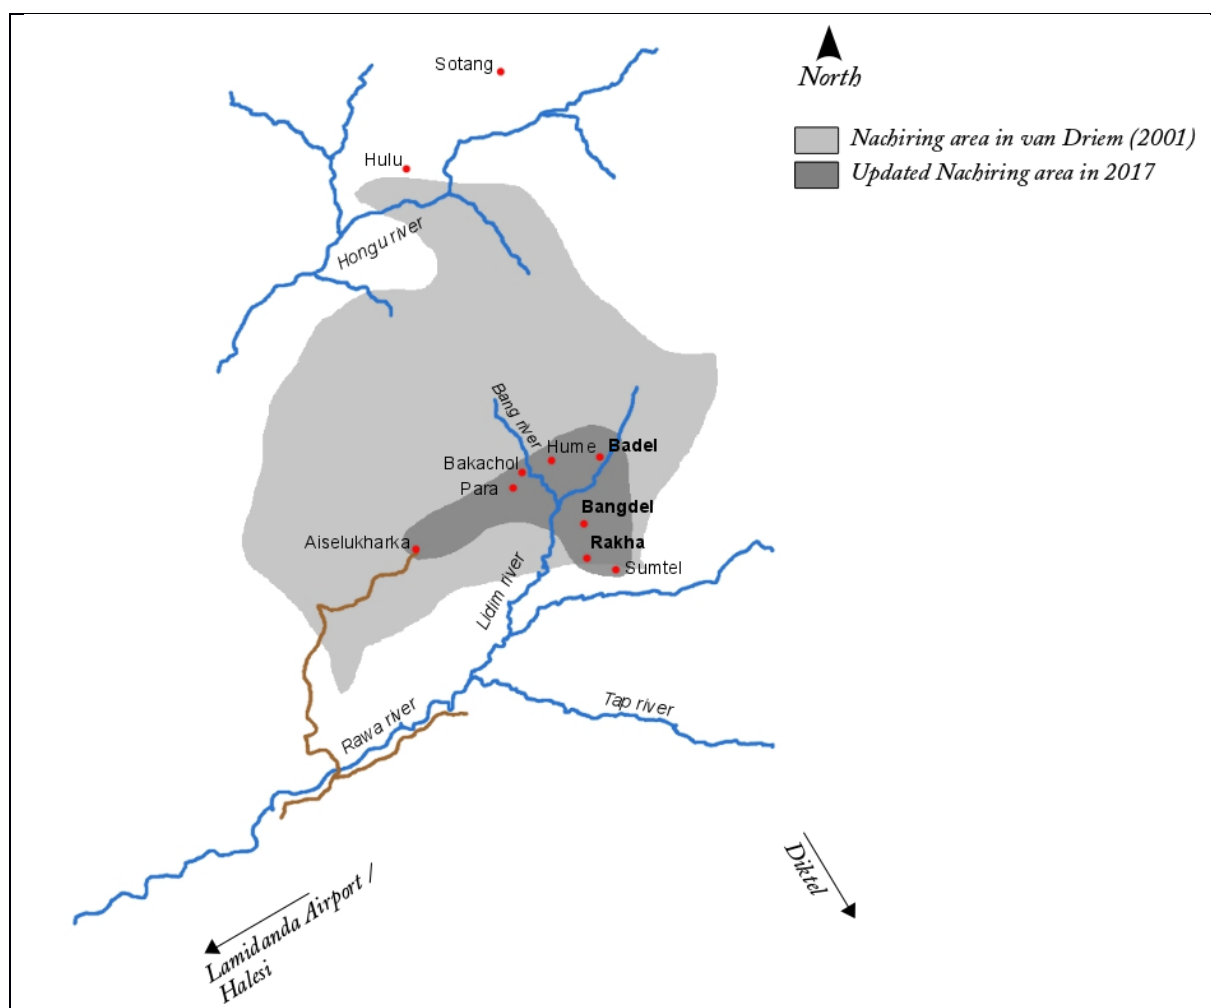 Sotang
North
Nachiring area in van Driem (2001)
Hulu
Updated Nachiring area in 2017
Hongu river
Bang river
Hume
Badel
Bakachol
Para
Bangdel
Aiselukharka
Rakha
Sumtel
Lidim river
Tap river
Rawa river
Diktel
Lamidanda Airport /
Halesi